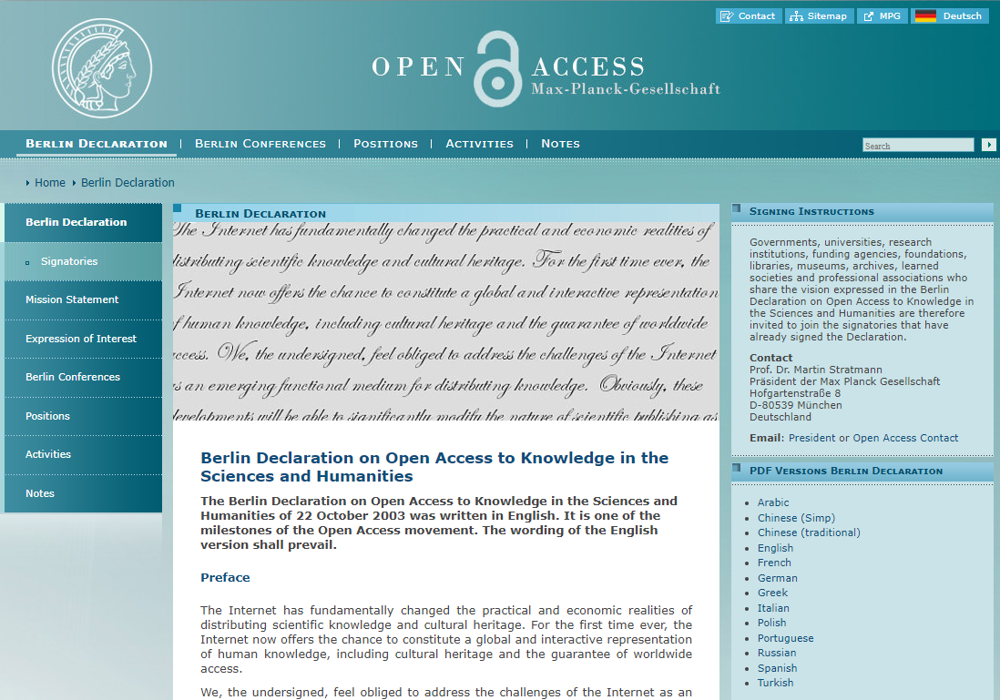 Contact
Sitemap
MPG
Deutsch
OPEN ACCESS
Max-Planck-Gesellschaft
Berlin Declaration | Berlin Conferences | Positions | Activities | Notes
Search
Home
Berlin Declaration
Berlin Declaration
Signatories
Mission Statement
Expression of Interest
Berlin Conferences
Positions
Activities
Notes
Berlin Declaration
The Internet has fundamentally changed the practical and economic realities of
distributing scientific knowledge and cultural heritage. For the first time ever, the
Internet now offers the chance to constitute a global and interactive representation
of human knowledge, including cultural heritage and the guarantee of worldwide
access. We, the undersigned, feel obliged to address the challenges of the Internet
as an emerging functional medium for distributing knowledge. Obviously, these
developments will be able to significantly modify the nature of scientific publishing as
Berlin Declaration on Open Access to Knowledge in the
Sciences and Humanities
The Berlin Declaration on Open Access to Knowledge in the Sciences and
Humanities of 22 October 2003 was written in English. It is one of the
milestones of the Open Access movement. The wording of the English
version shall prevail.
Preface
The Internet has fundamentally changed the practical and economic realities of
distributing scientific knowledge and cultural heritage. For the first time ever, the
Internet now offers the chance to constitute a global and interactive representation
of human knowledge, including cultural heritage and the guarantee of worldwide
access.
We, the undersigned, feel obliged to address the challenges of the Internet as an
Signing Instructions
Governments, universities, research
institutions, funding agencies, foundations,
libraries, museums, archives, learned
societies and professional associations who
share the vision expressed in the Berlin
Declaration on Open Access to Knowledge in
the Sciences and Humanities are therefore
invited to join the signatories that have
already signed the Declaration.
Contact
Prof. Dr. Martin Stratmann
Präsident der Max Planck Gesellschaft
Hofgartenstraße 8
D-80539 München
Deutschland
Email: President or Open Access Contact
PDF Versions Berlin Declaration
Arabic
Chinese (Simp)
Chinese (traditional)
English
French
German
Greek
Italian
Polish
Portuguese
Russian
Spanish
Turkish